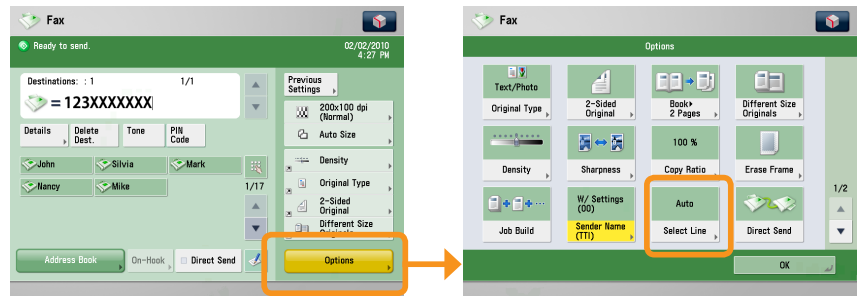 Fax
Ready to send.
02/02/2010
4:27 PM
Destinations: : 1
1/1
= 123XXXXXXX
Details
Delete
Dest.
Tone
PIN
Code
John
Silvia
Mark
Nancy
Mike
1/17
Address Book
On-Hook
Direct Send
Previous
Settings
200x100 dpi
(Normal)
Auto Size
Density
Original Type
2-Sided
Original
Different Size
Originals
Options
Fax
Options
Text/Photo
Original Type
2-Sided
Original
Book
2 Pages
Different Size
Originals
Density
Sharpness
100 %
Copy Ratio
Erase Frame
Job Build
W/ Settings
(00)
Sender Name
(TTI)
Auto
Select Line
Direct Send
1/2
OK